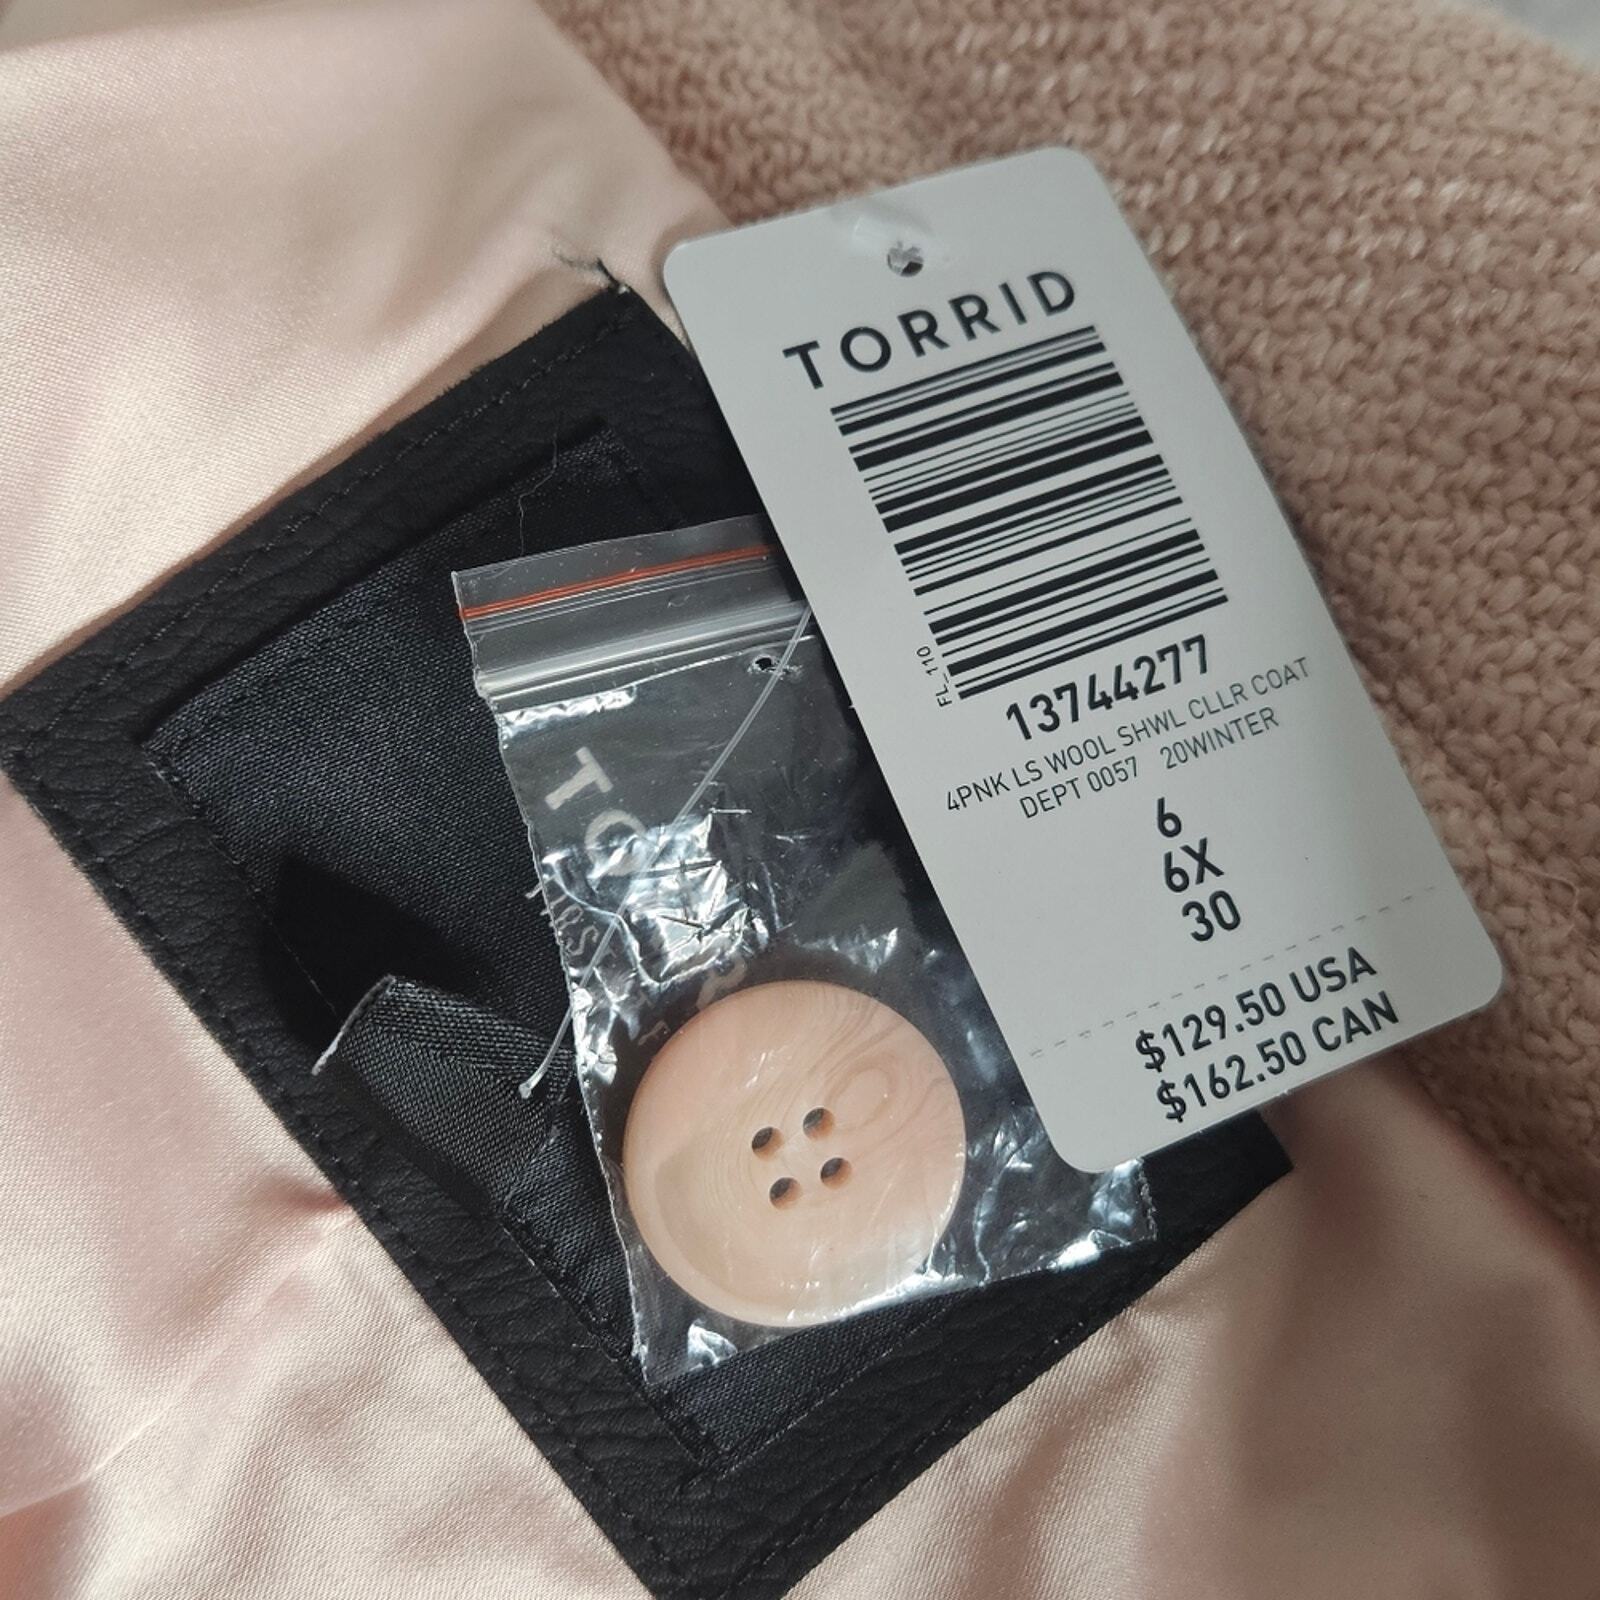 TORRID
FL_110
13744277
4PNK LS WOOL SHWL CLLR COAT
DEPT 0057 20WINTER
6
6X
30
$129.50 USA
$162.50 CAN
TO